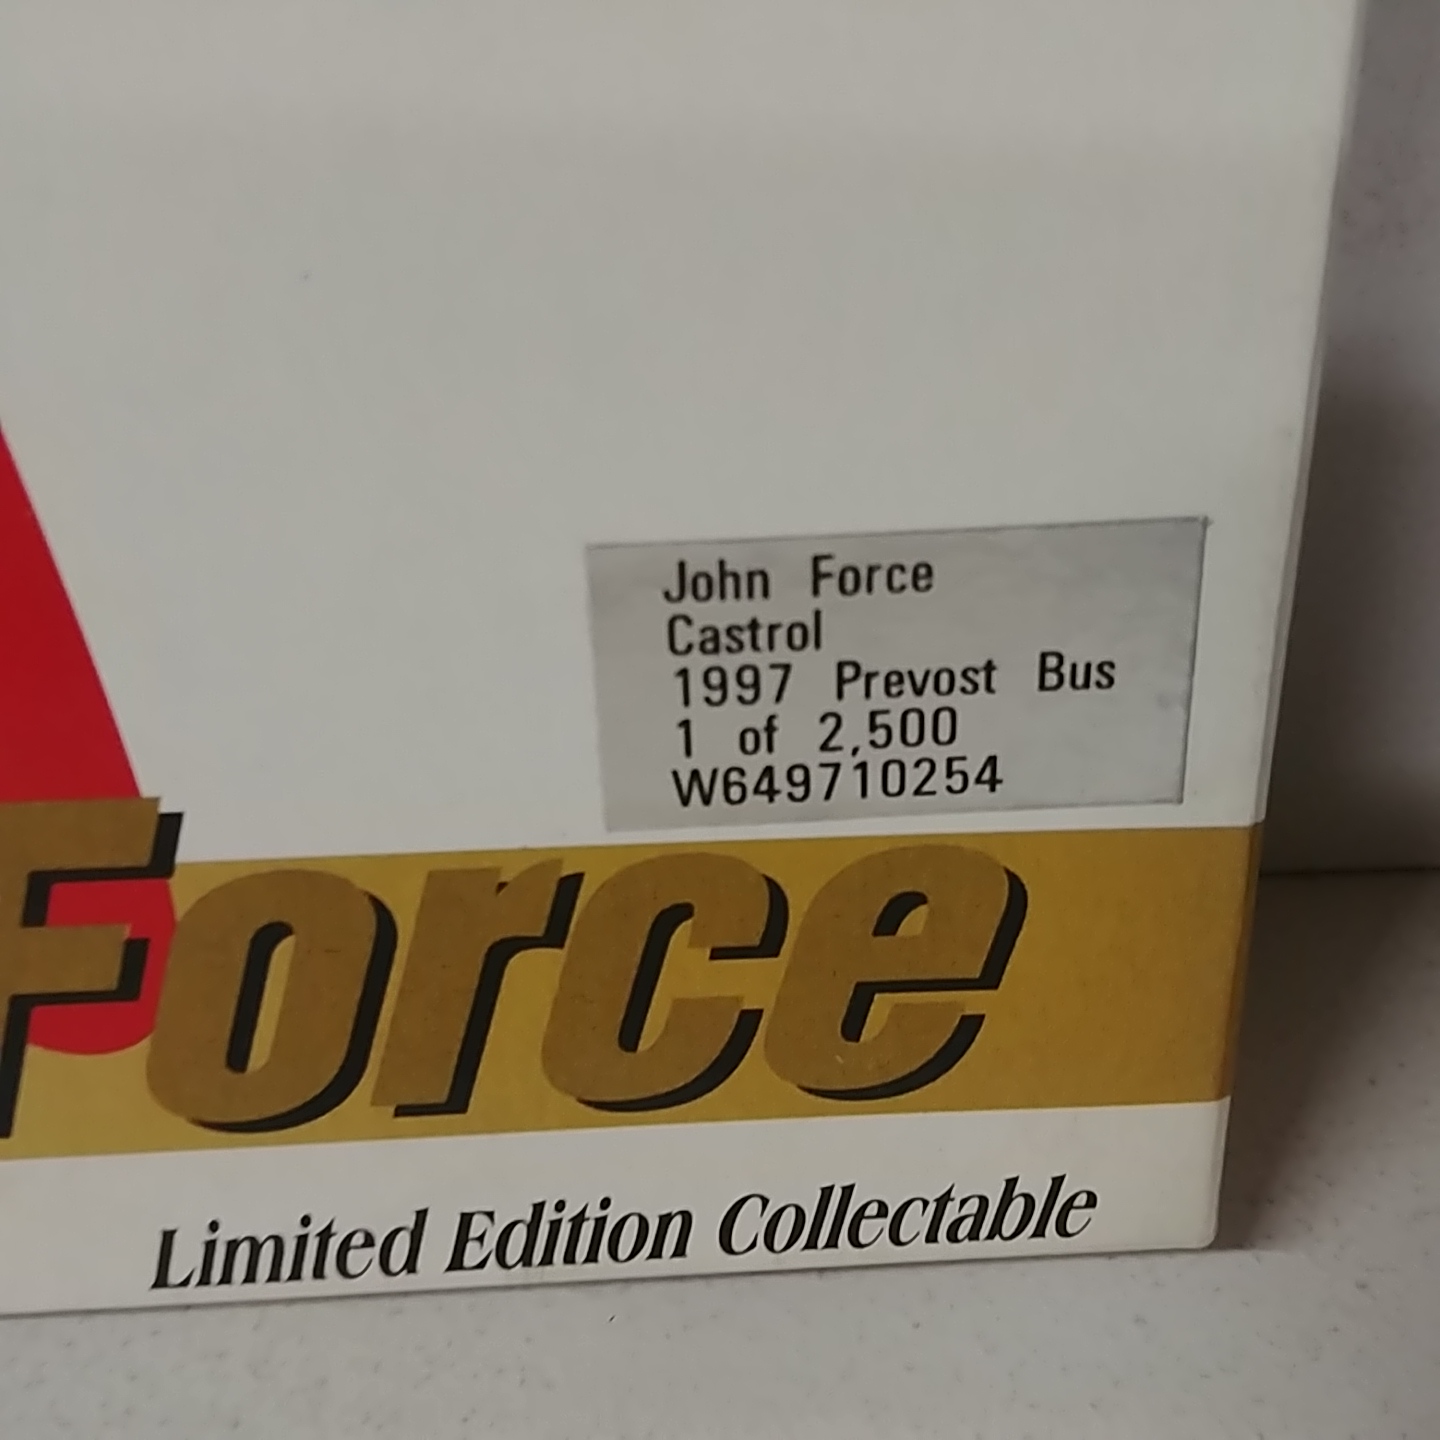 John Force
Castrol
1997 Prevost Bus
1 of 2,500
W649710254
Force
Limited Edition Collectable